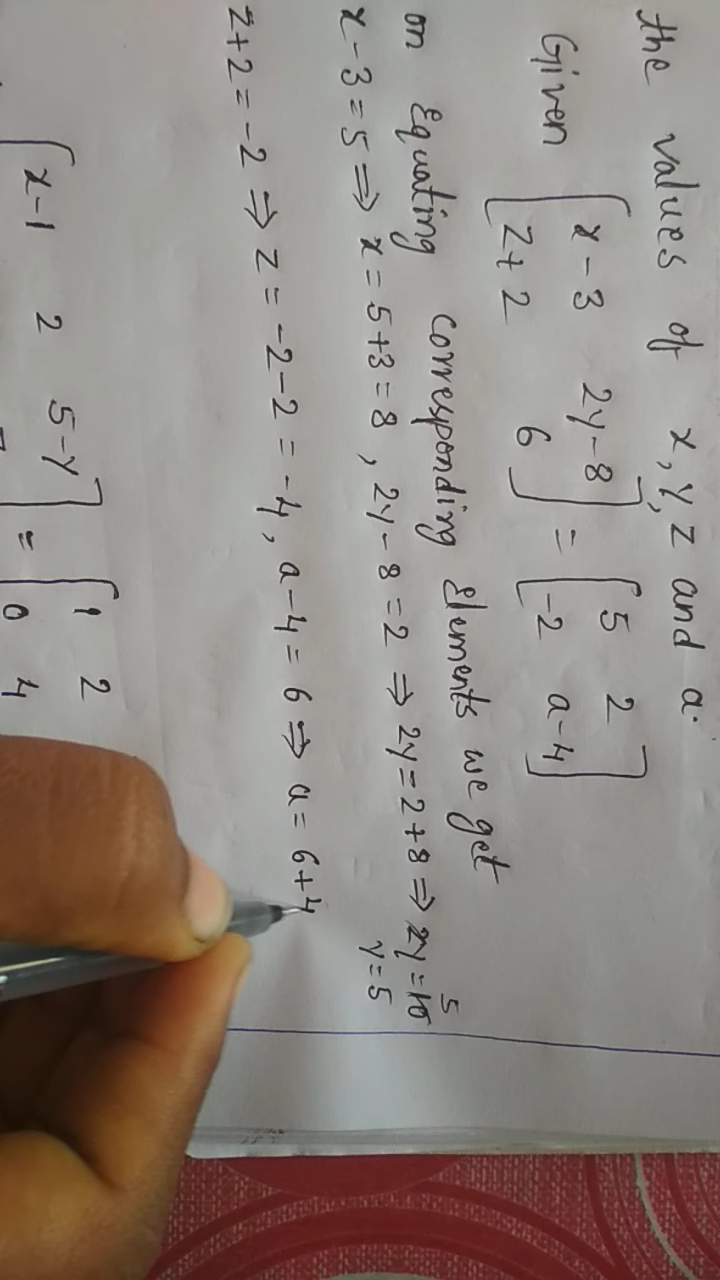 the values of x, y, z and a.
Given [x-3 2y-8] = [5 2]
[z+2 6] [-2 a-4]
on Equating corresponding Elements we get
x-3=5 ⇒ x=5+3=8, 2y-8=2 ⇒ 2y=2+8 ⇒ 2y=10 5
y=5
z+2=-2 ⇒ z=-2-2=-4, a-4=6 ⇒ a=6+4
[x-1 2 5-y] = [1 2
0 4